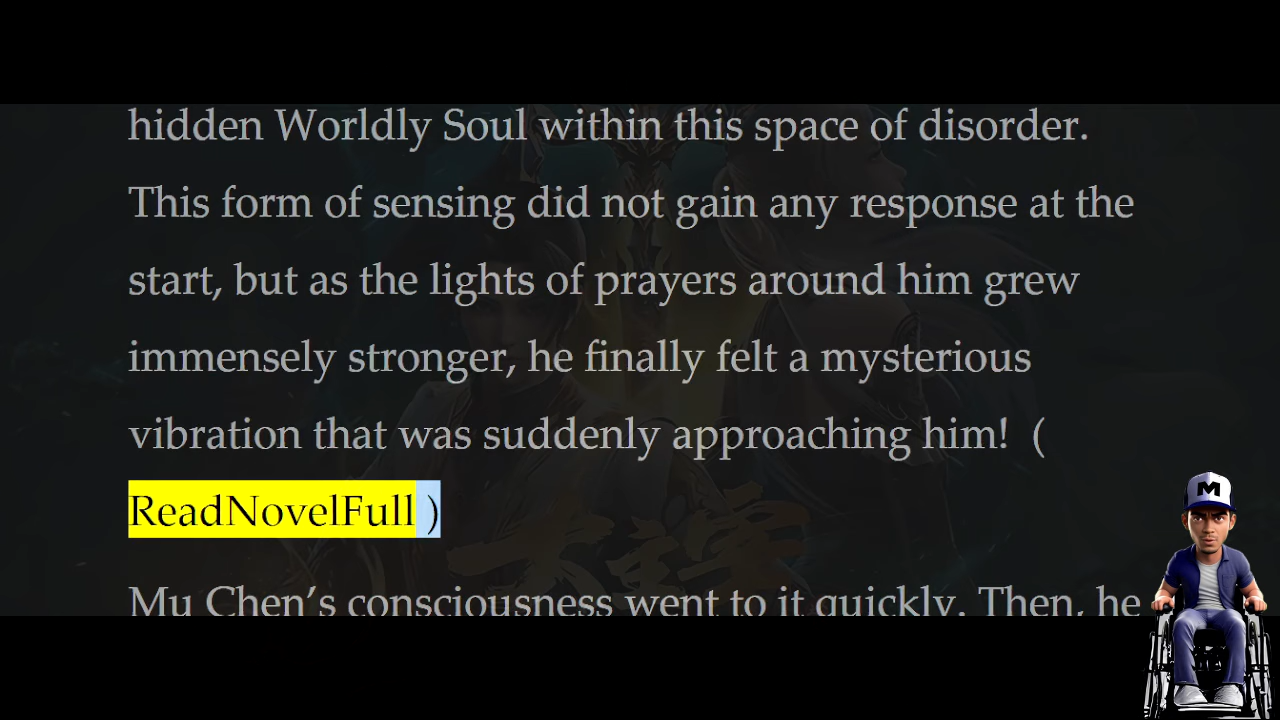 hidden Worldly Soul within this space of disorder.
This form of sensing did not gain any response at the
start, but as the lights of prayers around him grew
immensely stronger, he finally felt a mysterious
vibration that was suddenly approaching him!  (
ReadNovelFull )
Mu Chen’s consciousness went to it quickly. Then, he
M